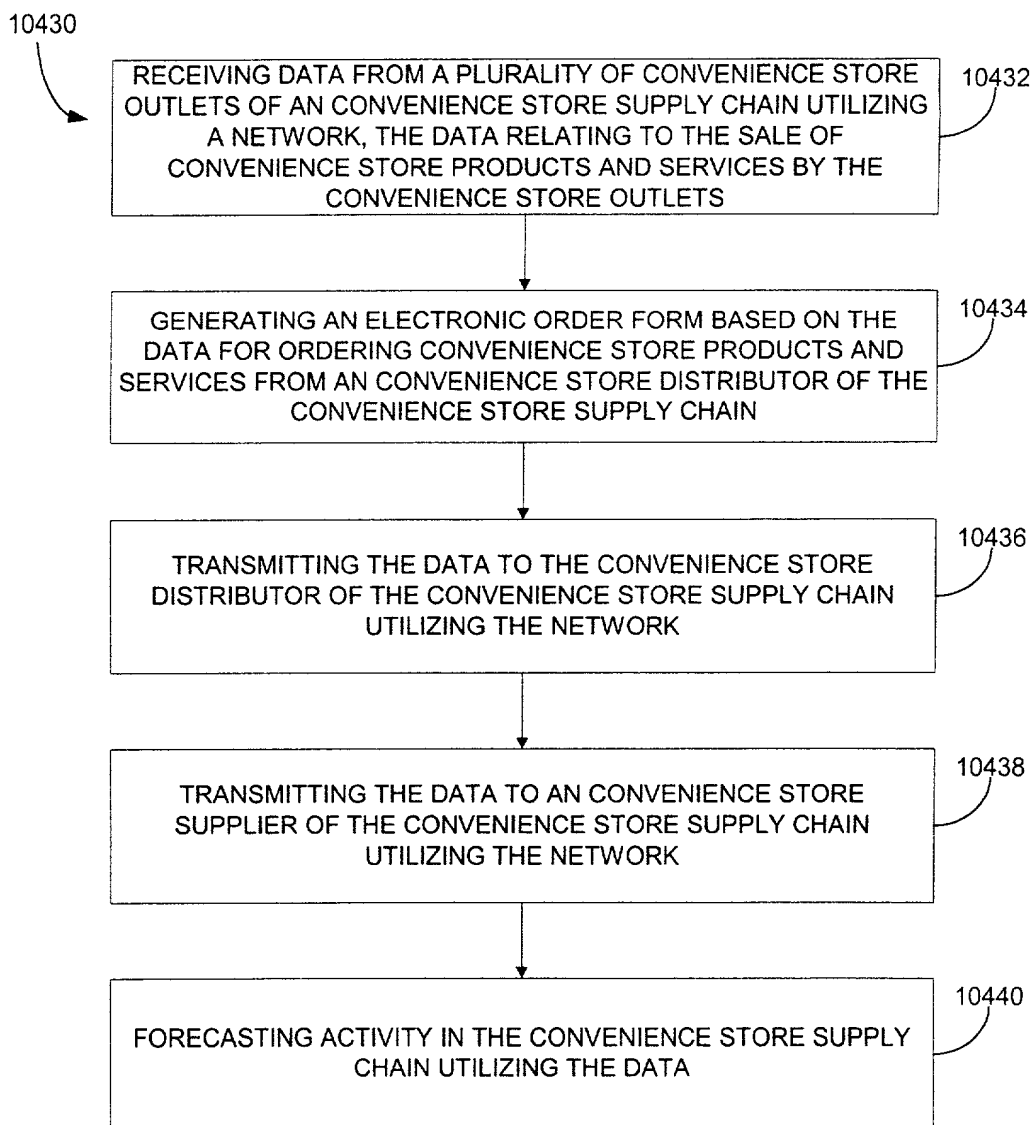 10430
RECEIVING DATA FROM A PLURALITY OF CONVENIENCE STORE
OUTLETS OF AN CONVENIENCE STORE SUPPLY CHAIN UTILIZING
A NETWORK, THE DATA RELATING TO THE SALE OF
CONVENIENCE STORE PRODUCTS AND SERVICES BY THE
CONVENIENCE STORE OUTLETS
10432
GENERATING AN ELECTRONIC ORDER FORM BASED ON THE
DATA FOR ORDERING CONVENIENCE STORE PRODUCTS AND
SERVICES FROM AN CONVENIENCE STORE DISTRIBUTOR OF THE
CONVENIENCE STORE SUPPLY CHAIN
10434
TRANSMITTING THE DATA TO THE CONVENIENCE STORE
DISTRIBUTOR OF THE CONVENIENCE STORE SUPPLY CHAIN
UTILIZING THE NETWORK
10436
TRANSMITTING THE DATA TO AN CONVENIENCE STORE
SUPPLIER OF THE CONVENIENCE STORE SUPPLY CHAIN
UTILIZING THE NETWORK
10438
FORECASTING ACTIVITY IN THE CONVENIENCE STORE SUPPLY
CHAIN UTILIZING THE DATA
10440